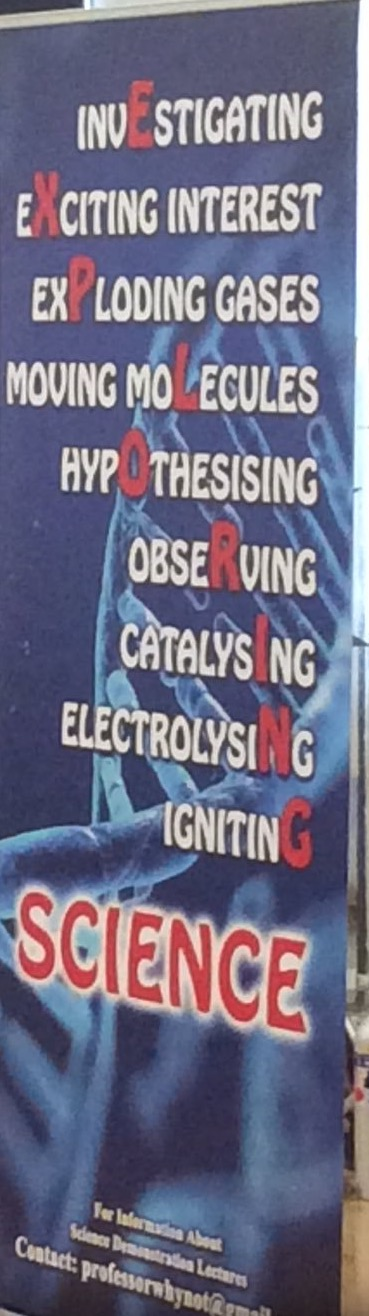 INVESTIGATING
EXCITING INTEREST
EXPLODING GASES
MOVING MOLECULES
HYPOTHESISING
OBSERVING
CATALYSING
ELECTROLYSING
IGNITING
SCIENCE
For Information About
Science Demonstration Lectures
Contact: professorwhynot@